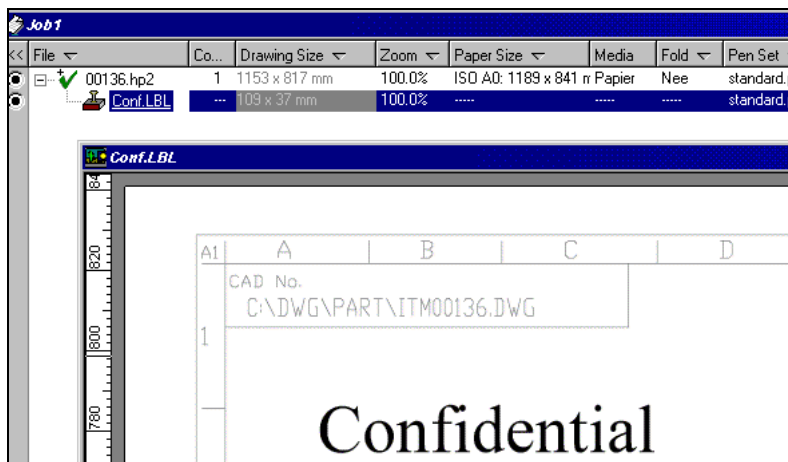 Job1
<< File Co... Drawing Size Zoom Paper Size Media Fold Pen Set
00136.hp2 1 1153 x 817 mm 100.0% ISO A0: 1189 x 841 m Papier Nee standard.
Conf.LBL --- 109 x 37 mm 100.0% ----- ----- ----- standard.
Conf.LBL
84
820
A1 A B C D
CAD No.
C:\DWG\PART\ITM00136.DWG
800
1
780
Confidential